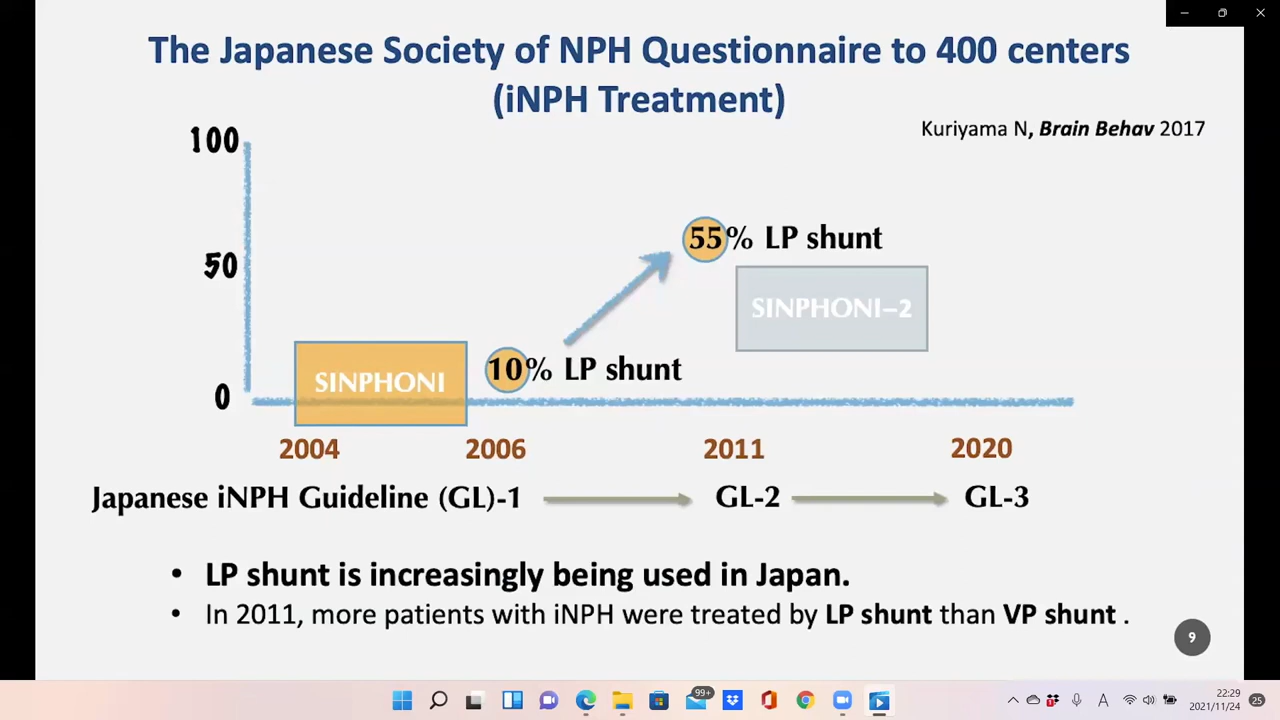 The Japanese Society of NPH Questionnaire to 400 centers
(iNPH Treatment)
Kuriyama N, Brain Behav 2017
100
50
0
55% LP shunt
SINPHONI-2
10% LP shunt
SINPHONI
2004 2006 2011 2020
Japanese iNPH Guideline (GL)-1 GL-2 GL-3
• LP shunt is increasingly being used in Japan.
• In 2011, more patients with iNPH were treated by LP shunt than VP shunt .
9
99+
A
22:29
2021/11/24
25